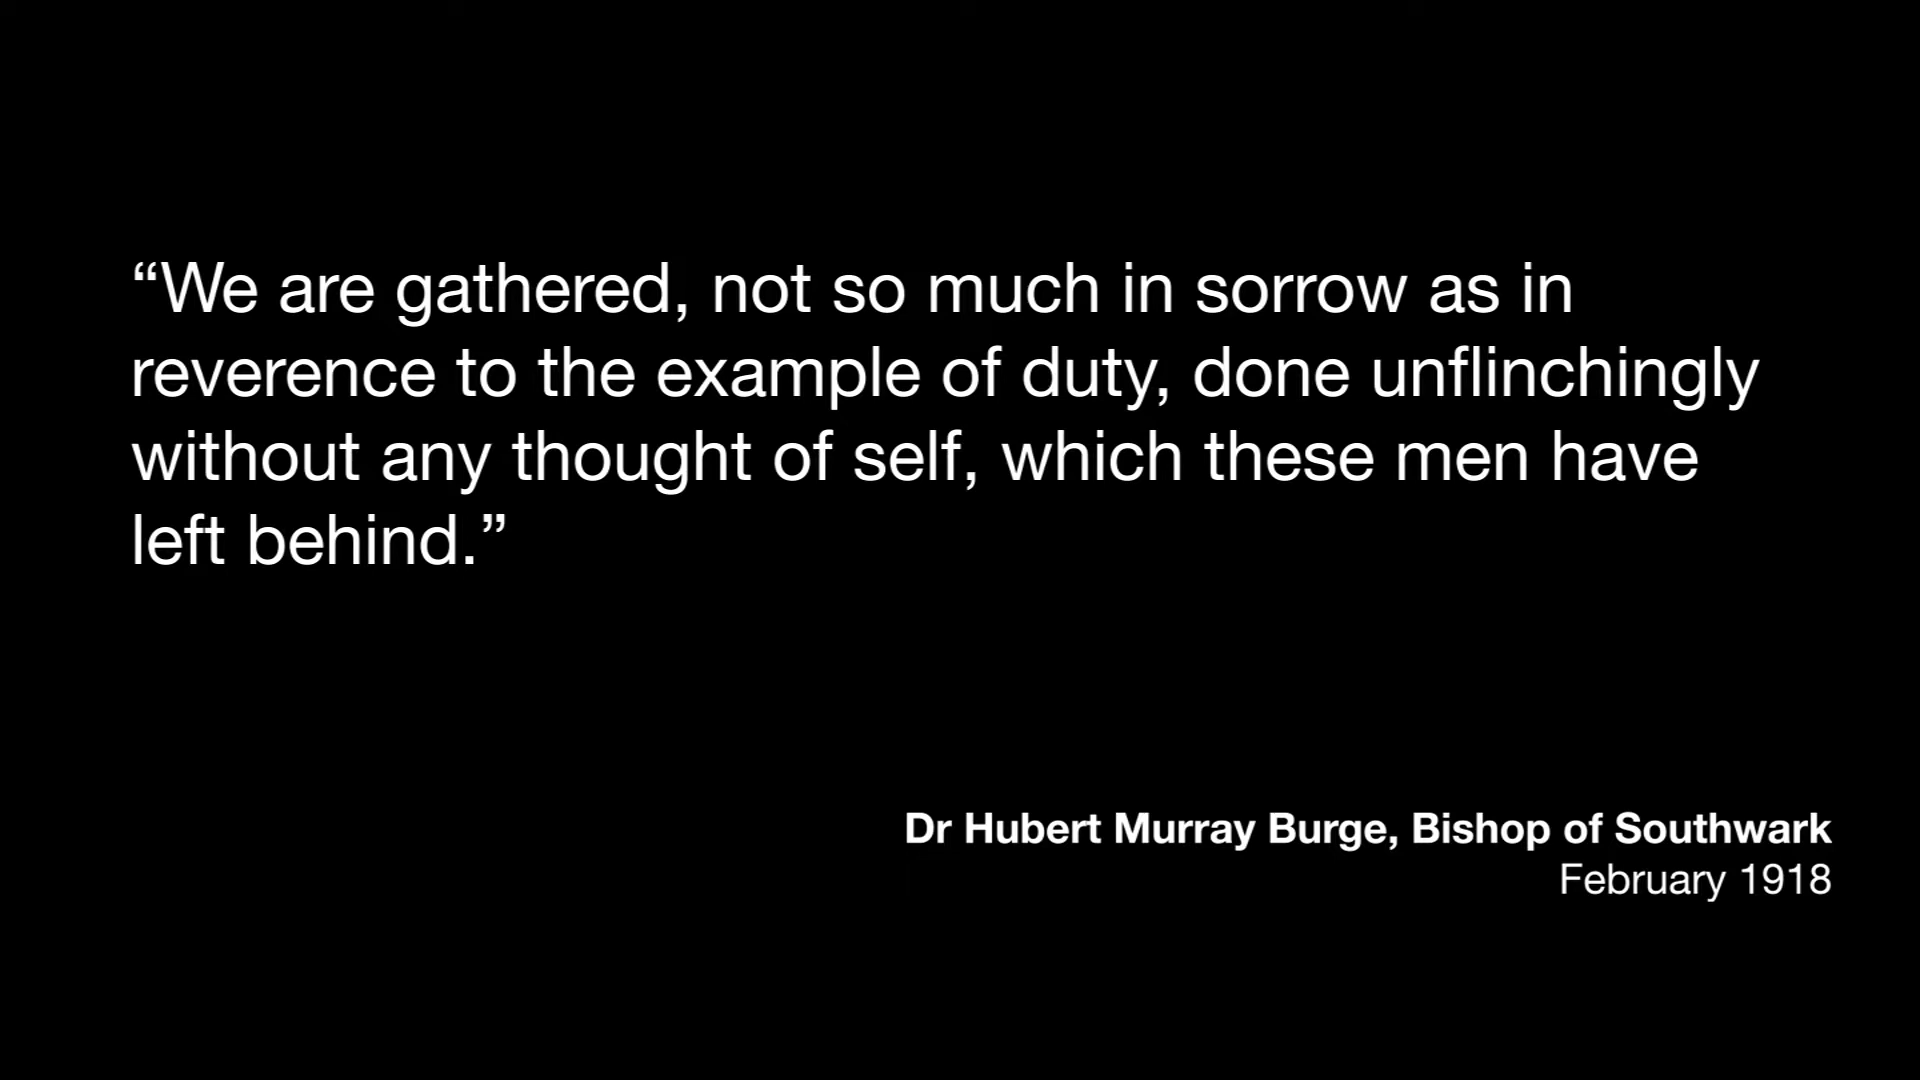 “We are gathered, not so much in sorrow as in
reverence to the example of duty, done unflinchingly
without any thought of self, which these men have
left behind.”
Dr Hubert Murray Burge, Bishop of Southwark
February 1918